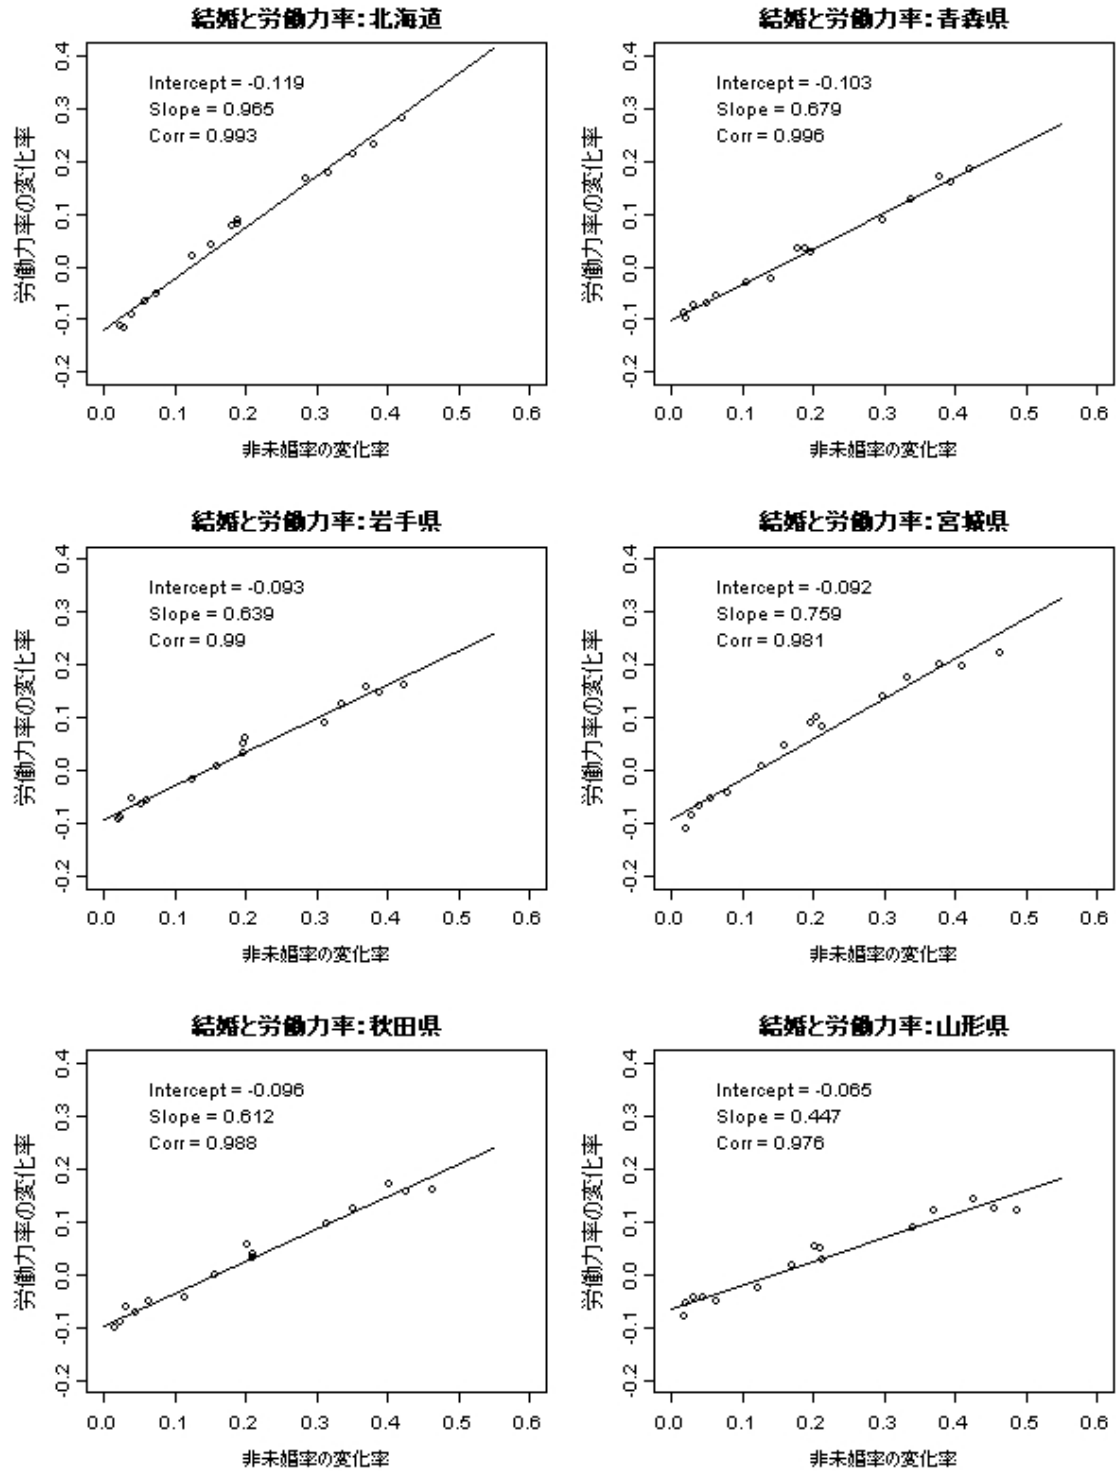 結婚と労働力率：北海道
Intercept = -0.119
Slope = 0.965
Corr = 0.993
労働力率の変化率
-0.2 -0.1 0.0 0.1 0.2 0.3 0.4
0.0 0.1 0.2 0.3 0.4 0.5 0.6
非未婚率の変化率
結婚と労働力率：青森県
Intercept = -0.103
Slope = 0.679
Corr = 0.996
労働力率の変化率
-0.2 -0.1 0.0 0.1 0.2 0.3 0.4
0.0 0.1 0.2 0.3 0.4 0.5 0.6
非未婚率の変化率
結婚と労働力率：岩手県
Intercept = -0.093
Slope = 0.639
Corr = 0.99
労働力率の変化率
-0.2 -0.1 0.0 0.1 0.2 0.3 0.4
0.0 0.1 0.2 0.3 0.4 0.5 0.6
非未婚率の変化率
結婚と労働力率：宮城県
Intercept = -0.092
Slope = 0.759
Corr = 0.981
労働力率の変化率
-0.2 -0.1 0.0 0.1 0.2 0.3 0.4
0.0 0.1 0.2 0.3 0.4 0.5 0.6
非未婚率の変化率
結婚と労働力率：秋田県
Intercept = -0.096
Slope = 0.612
Corr = 0.988
労働力率の変化率
-0.2 -0.1 0.0 0.1 0.2 0.3 0.4
0.0 0.1 0.2 0.3 0.4 0.5 0.6
非未婚率の変化率
結婚と労働力率：山形県
Intercept = -0.065
Slope = 0.447
Corr = 0.976
労働力率の変化率
-0.2 -0.1 0.0 0.1 0.2 0.3 0.4
0.0 0.1 0.2 0.3 0.4 0.5 0.6
非未婚率の変化率